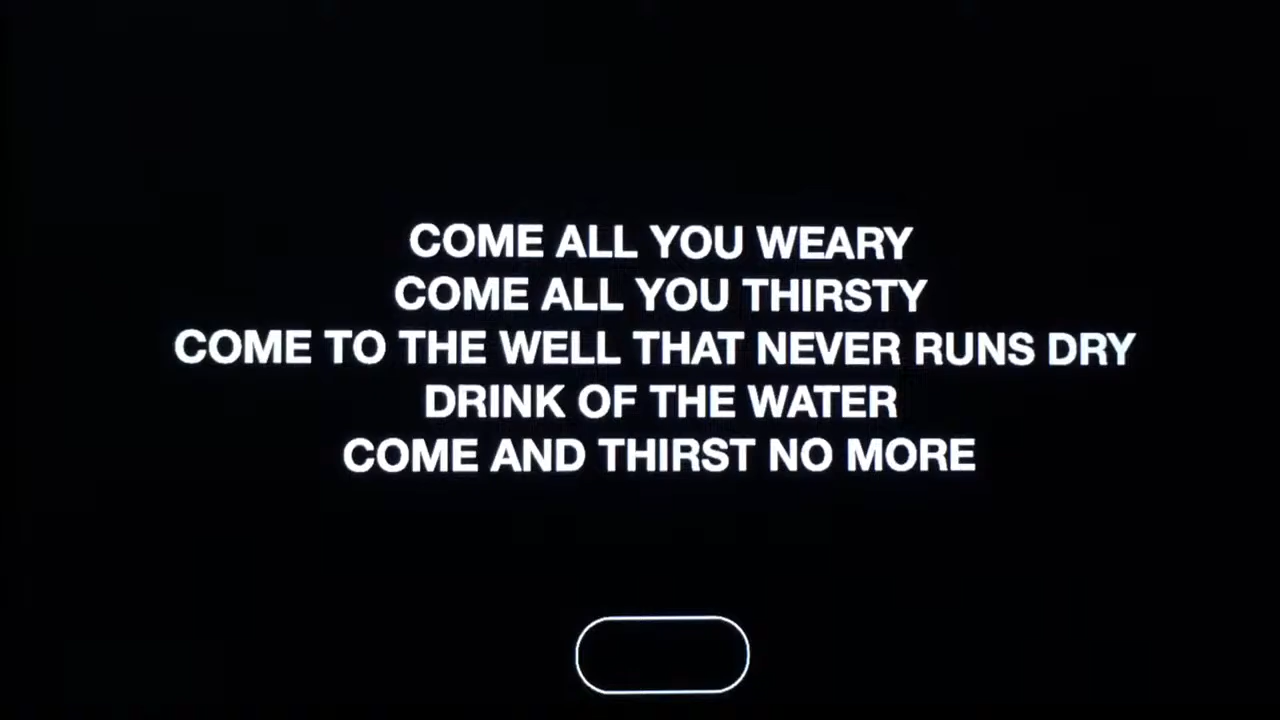 COME ALL YOU WEARY
COME ALL YOU THIRSTY
COME TO THE WELL THAT NEVER RUNS DRY
DRINK OF THE WATER
COME AND THIRST NO MORE